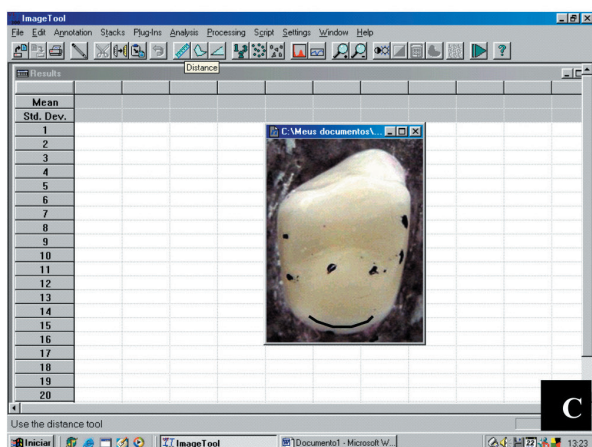 ImageTool
File Edit Annotation Stacks Plug-Ins Analysis Processing Script Settings Window Help
Distance
Results
Mean
Std. Dev.
1
2
C:\Meus documentos\...
3
4
5
6
7
8
9
10
11
12
13
14
15
16
17
18
19
20
C
Use the distance tool
Iniciar
ImageTool
Documento1 - Microsoft W...
22
13:23